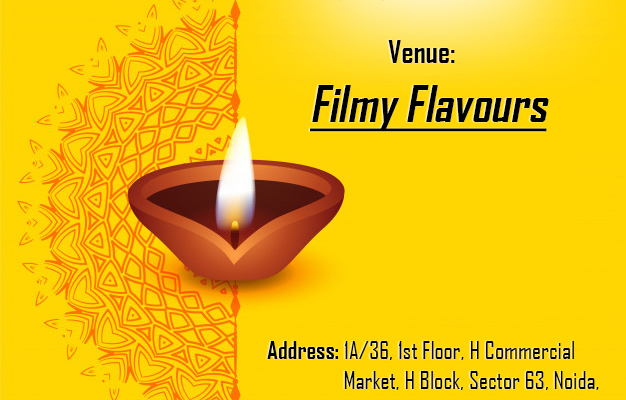 Venue:
Filmy Flavours
Address: 1A/36, 1st Floor, H Commercial
Market, H Block, Sector 63, Noida,